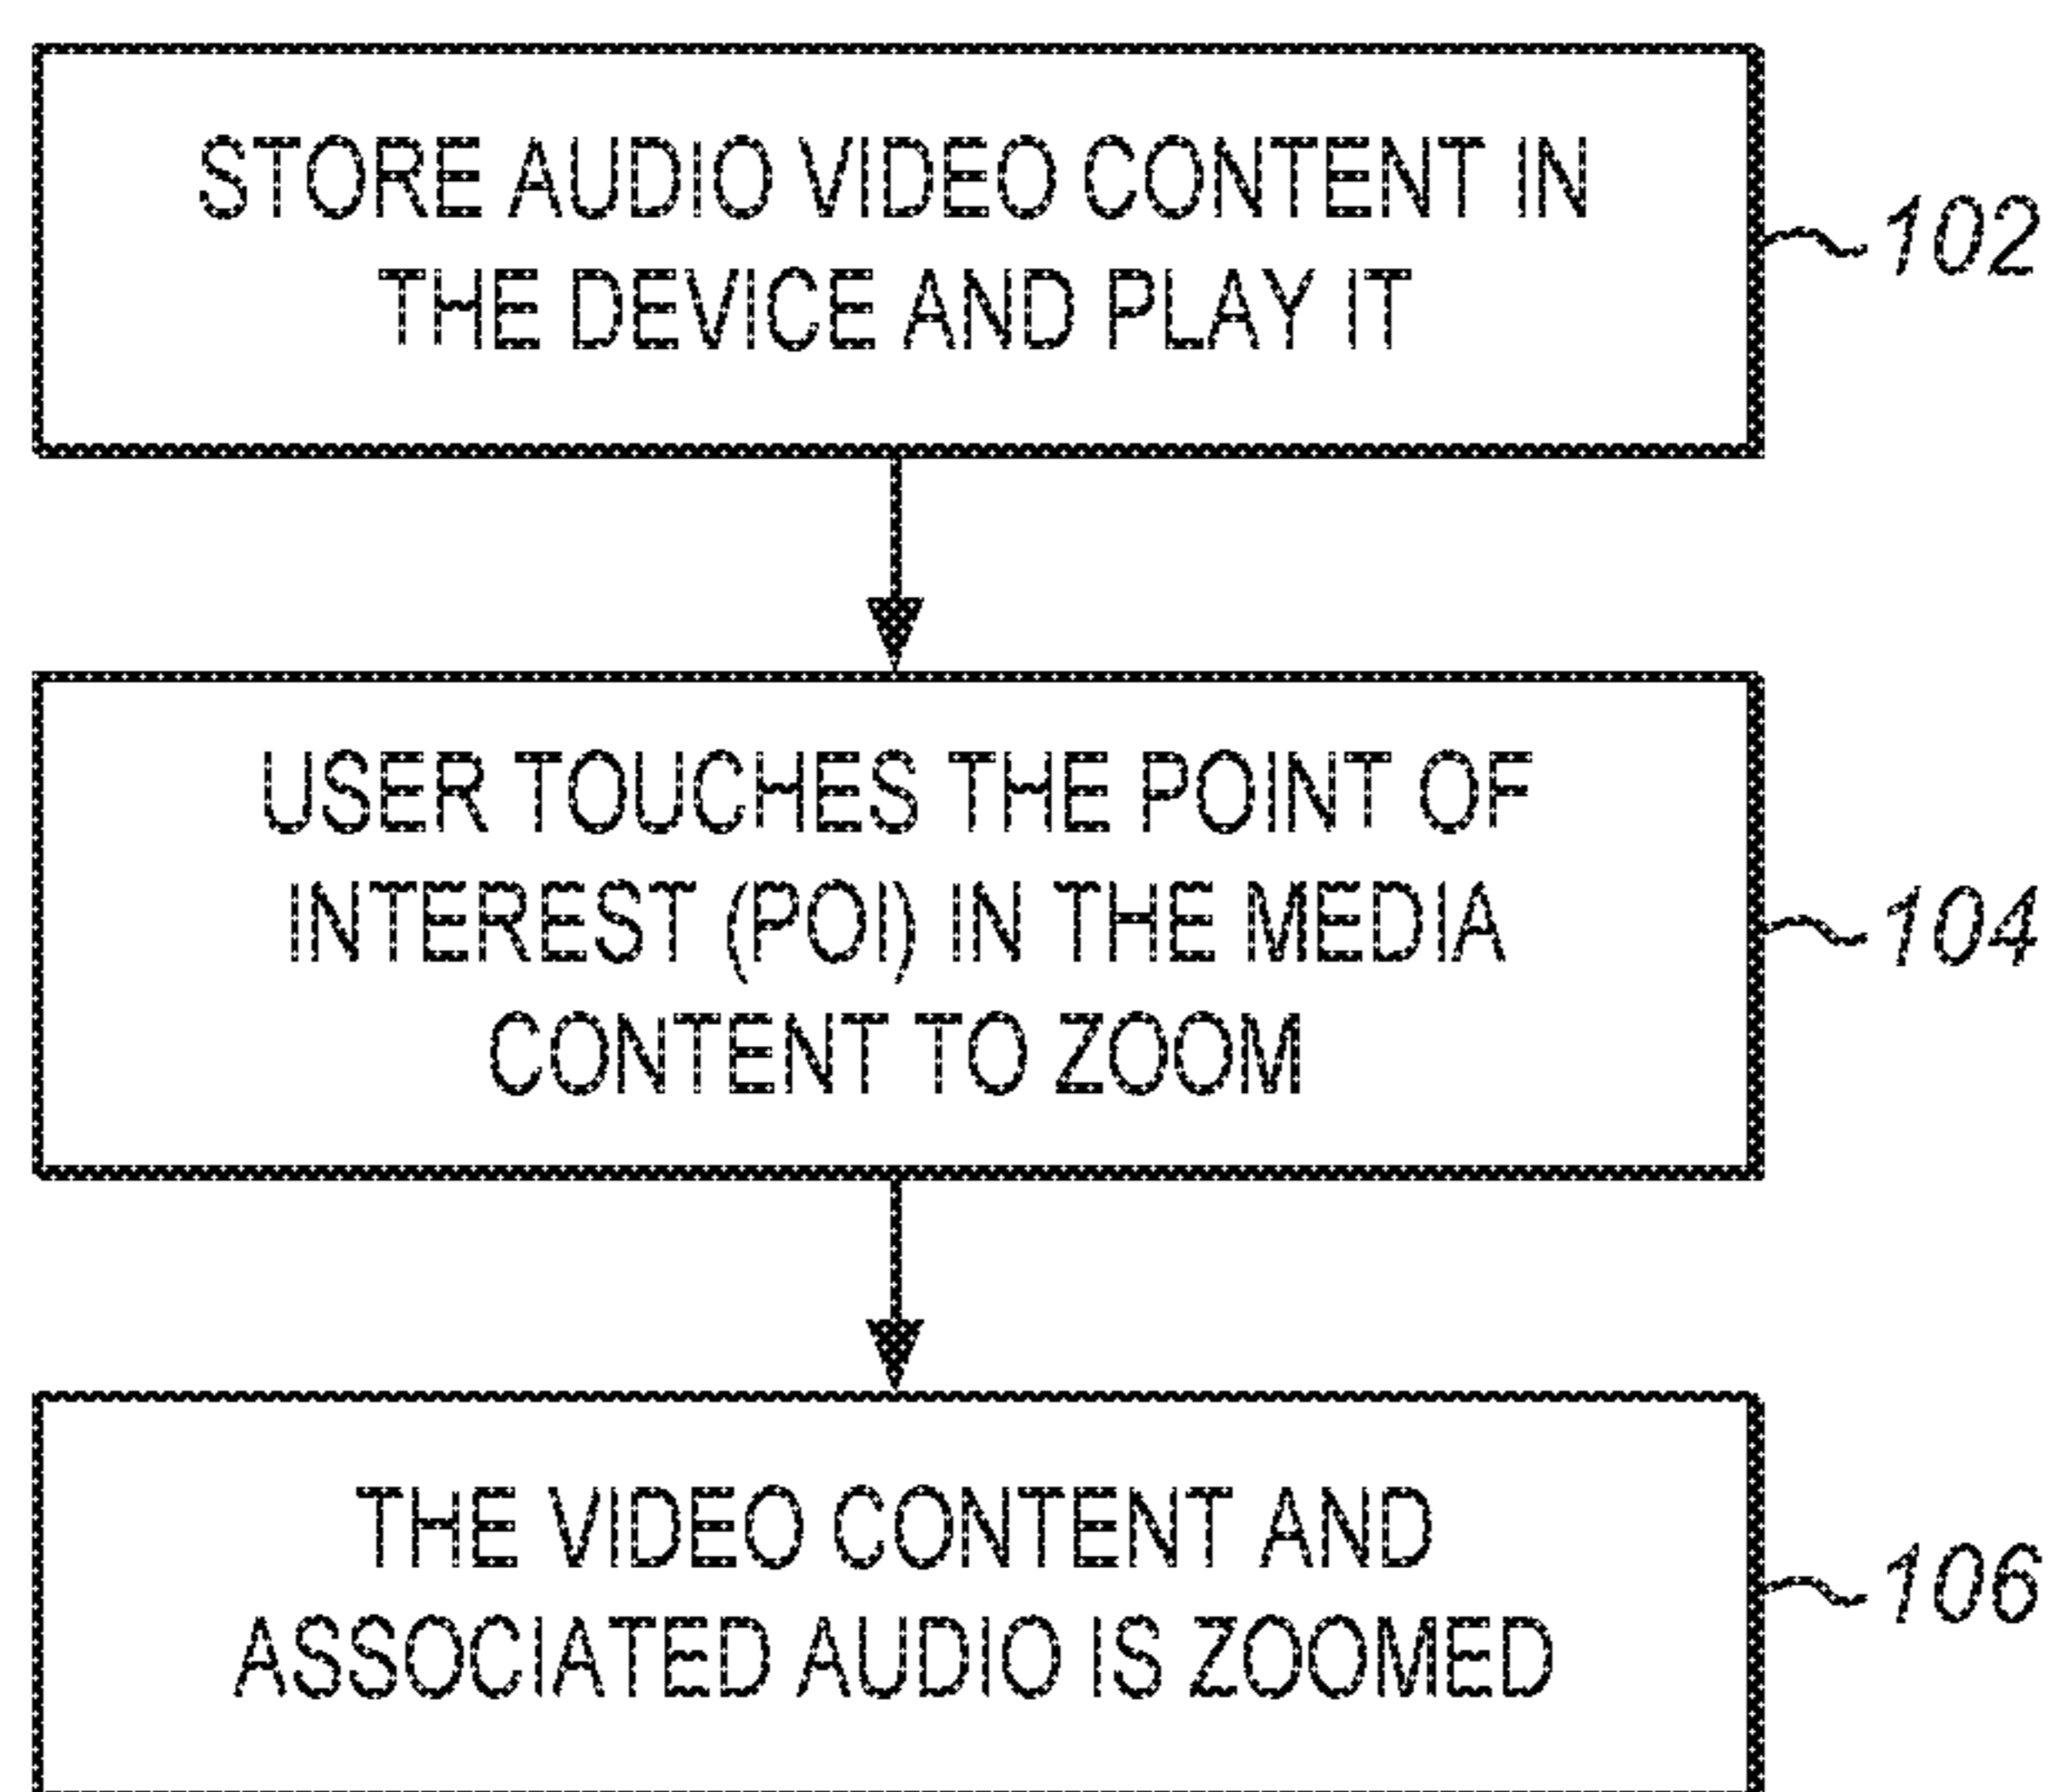 STORE AUDIO VIDEO CONTENT IN
THE DEVICE AND PLAY IT
102
USER TOUCHES THE POINT OF
INTEREST (POI) IN THE MEDIA
CONTENT TO ZOOM
104
THE VIDEO CONTENT AND
ASSOCIATED AUDIO IS ZOOMED
106